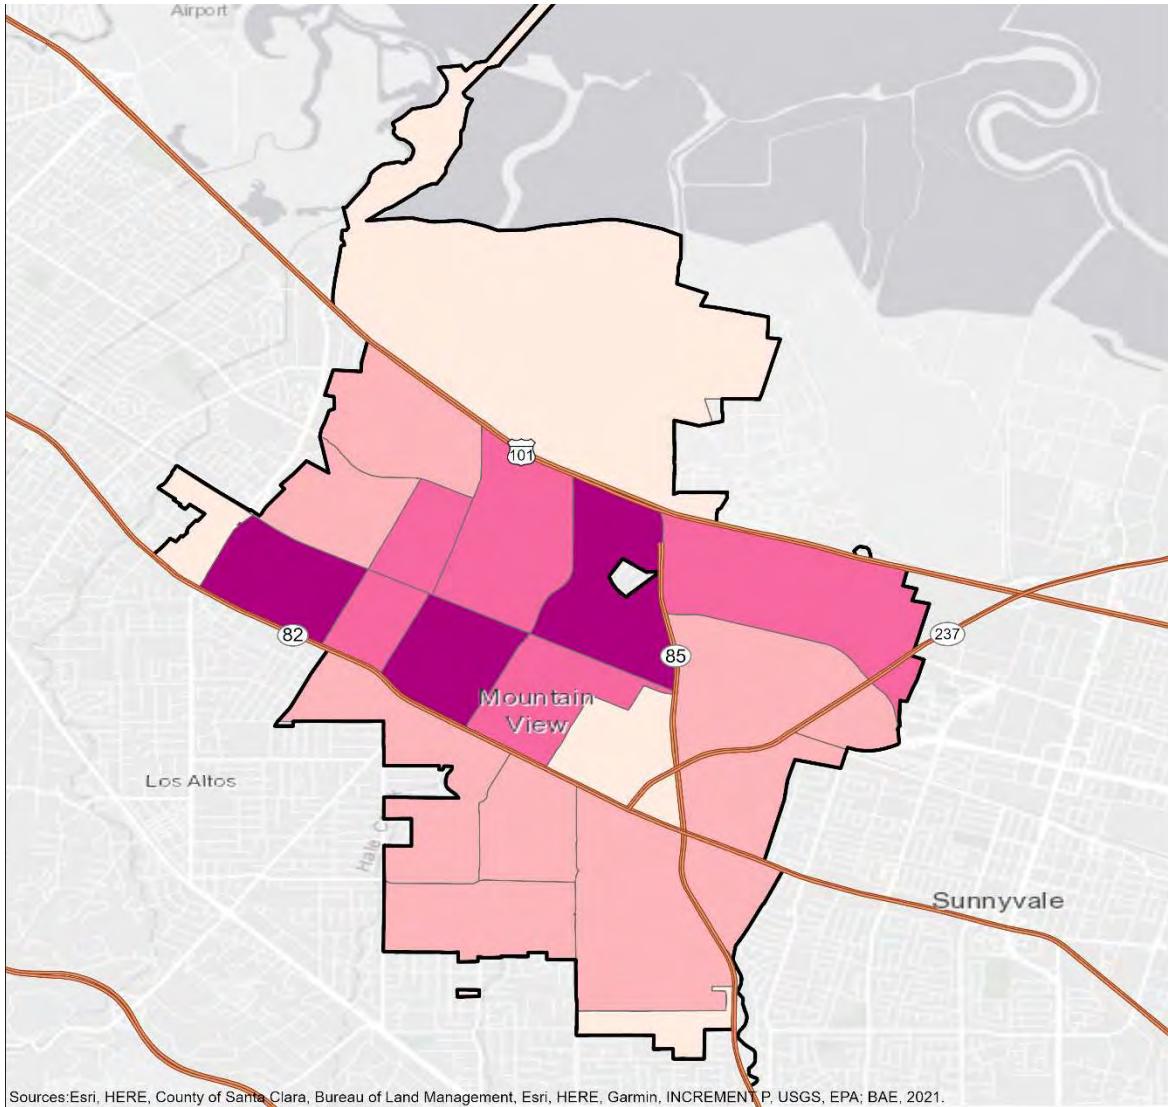 Airport
101
82
237
85
Mountain
View
Los Altos
Sunnyvale
Sources:Esri, HERE, County of Santa Clara, Bureau of Land Management, Esri, HERE, Garmin, INCREMENT P, USGS, EPA; BAE, 2021.